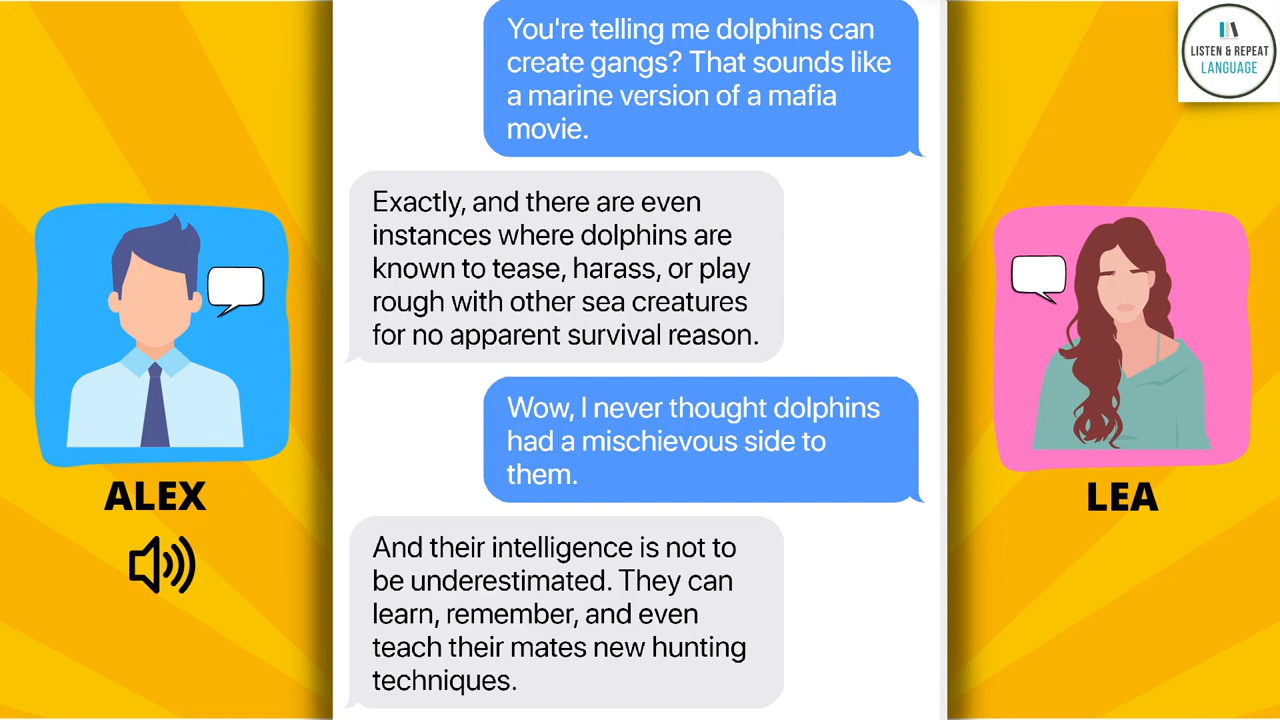 You're telling me dolphins can
create gangs? That sounds like
a marine version of a mafia
movie.
LISTEN & REPEAT
LANGUAGE
Exactly, and there are even
instances where dolphins are
known to tease, harass, or play
rough with other sea creatures
for no apparent survival reason.
Wow, I never thought dolphins
had a mischievous side to
them.
ALEX
LEA
And their intelligence is not to
be underestimated. They can
learn, remember, and even
teach their mates new hunting
techniques.